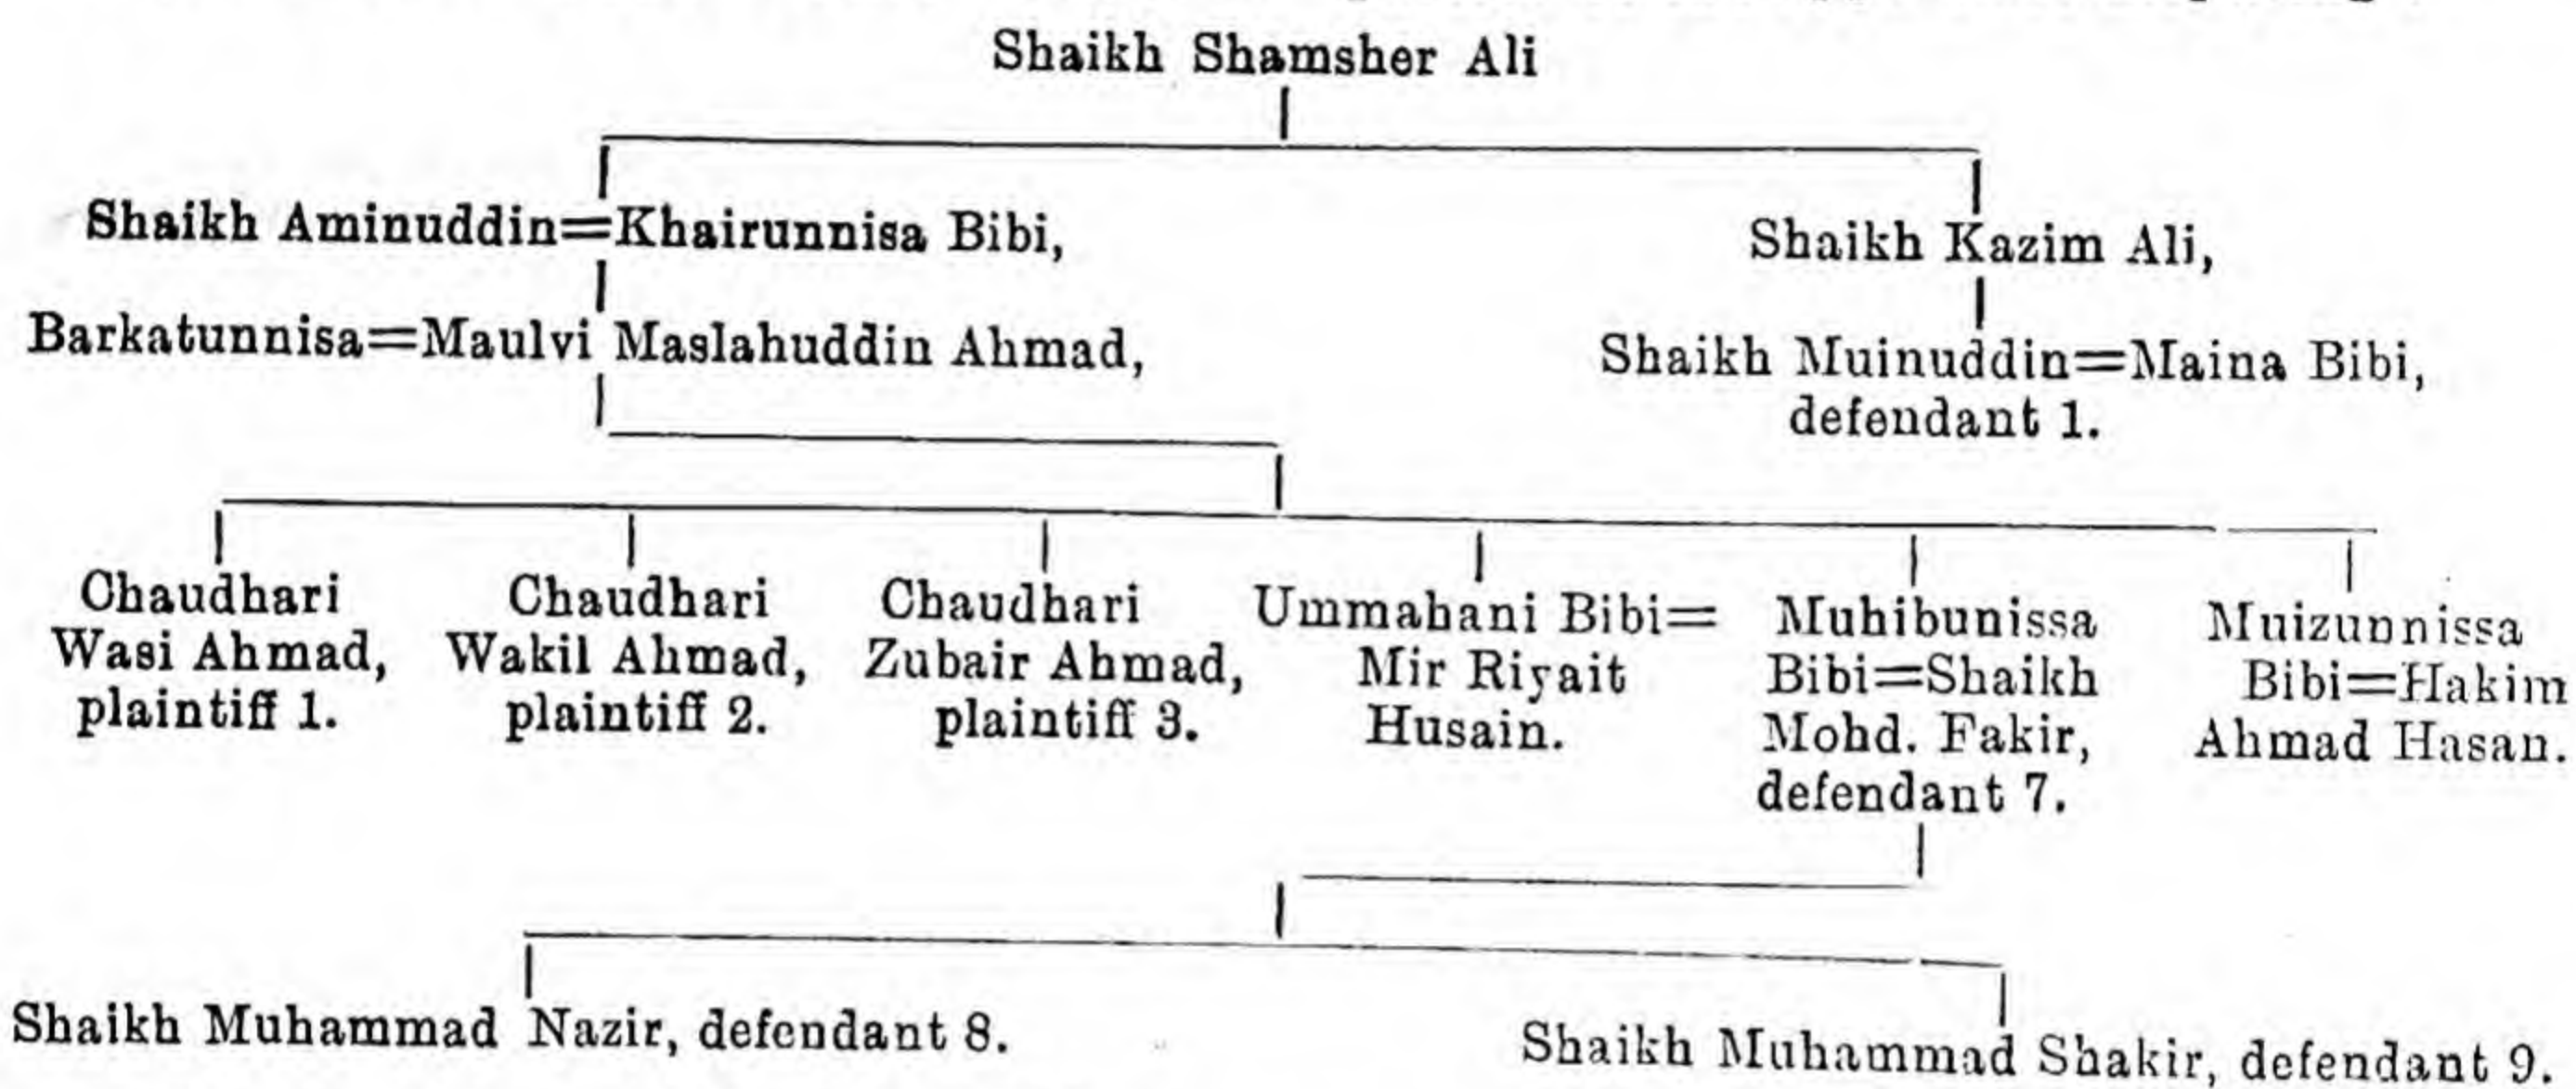 Shaikh Shamsher Ali
Shaikh Aminuddin=Khairunnisa Bibi,
Shaikh Kazim Ali,
Barkatunnisa=Maulvi Maslahuddin Ahmad,
Shaikh Muinuddin=Maina Bibi,
defendant 1.
Chaudhari
Wasi Ahmad,
plaintiff 1.
Chaudhari
Wakil Ahmad,
plaintiff 2.
Chaudhari
Zubair Ahmad,
plaintiff 3.
Ummahani Bibi=
Mir Riyait
Husain.
Muhibunissa
Bibi=Shaikh
Mohd. Fakir,
defendant 7.
Muizunnissa
Bibi=Hakim
Ahmad Hasan.
Shaikh Muhammad Nazir, defendant 8.
Shaikh Muhammad Shakir, defendant 9.